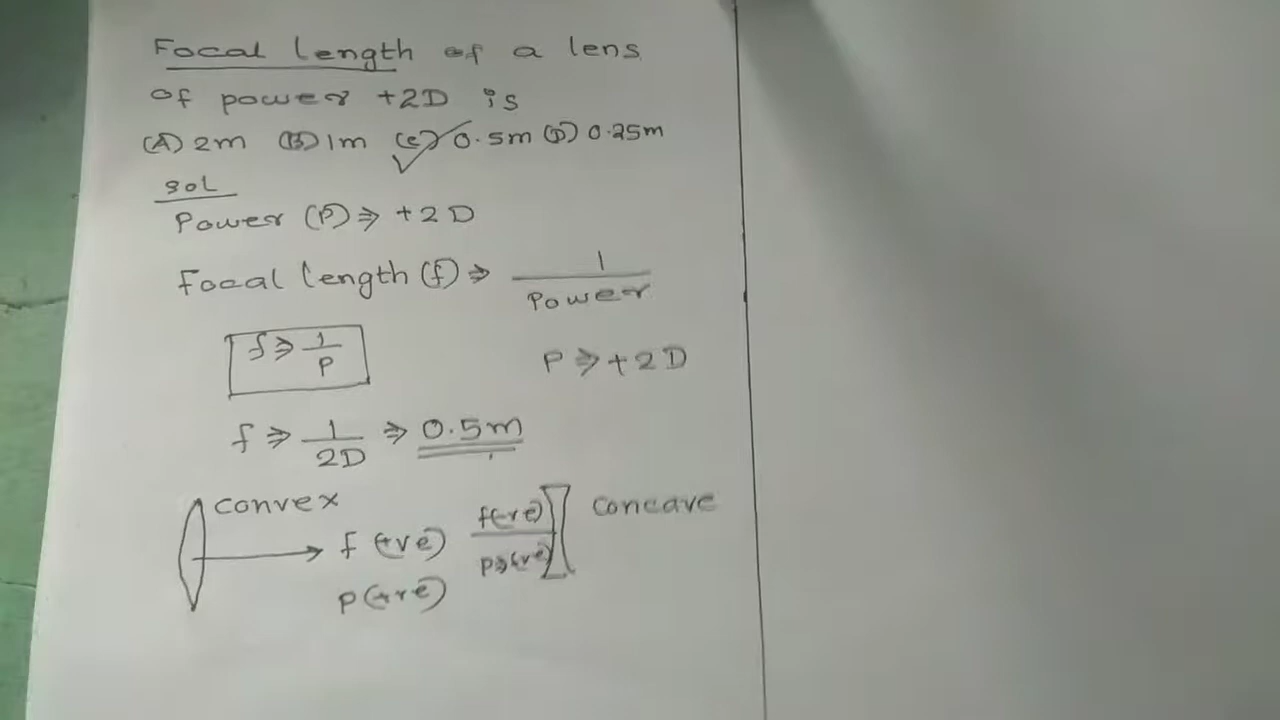 Focal length of a lens
of power +2D is
(A) 2m (B) 1m (c) 0.5m (D) 0.25m
sol
Power (P) ⇒ +2D
Focal length (f) ⇒ 1/Power
f ⇒ 1/P
P ⇒ +2D
f ⇒ 1/2D ⇒ 0.5m
convex
f(-ve)
concave
f (+ve)
P⇒(-ve)
P(+ve)